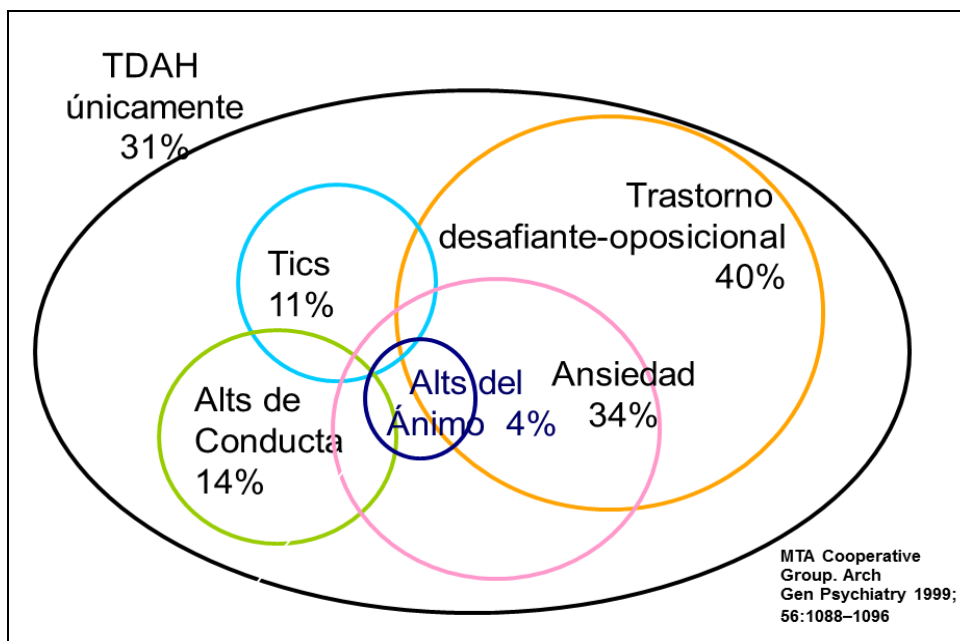 TDAH
únicamente
31%
Trastorno
desafiante-oposicional
40%
Tics
11%
Ansiedad
34%
Alts del
Ánimo 4%
Alts de
Conducta
14%
MTA Cooperative
Group. Arch
Gen Psychiatry 1999;
56:1088–1096